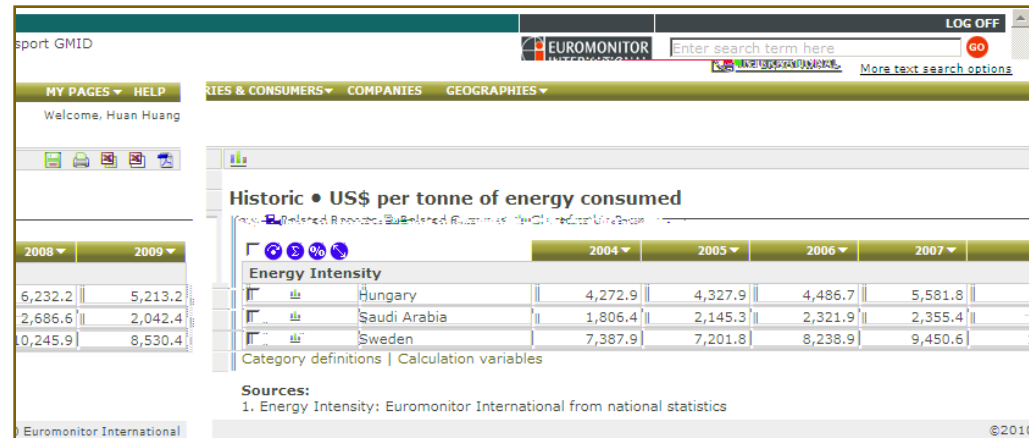 LOG OFF
sport GMID
EUROMONITOR
Enter search term here
GO
More text search options
MY PAGES HELP
RIES & CONSUMERS COMPANIES GEOGRAPHIES
Welcome, Huan Huang
Historic • US$ per tonne of energy consumed
2008 2009
2004 2005 2006 2007
Energy Intensity
6,232.2 5,213.2
Hungary 4,272.9 4,327.9 4,486.7 5,581.8
2,686.6 2,042.4
Saudi Arabia 1,806.4 2,145.3 2,321.9 2,355.4
10,245.9 8,530.4
Sweden 7,387.9 7,201.8 8,238.9 9,450.6
Category definitions | Calculation variables
Sources:
1. Energy Intensity: Euromonitor International from national statistics
Euromonitor International
©2010